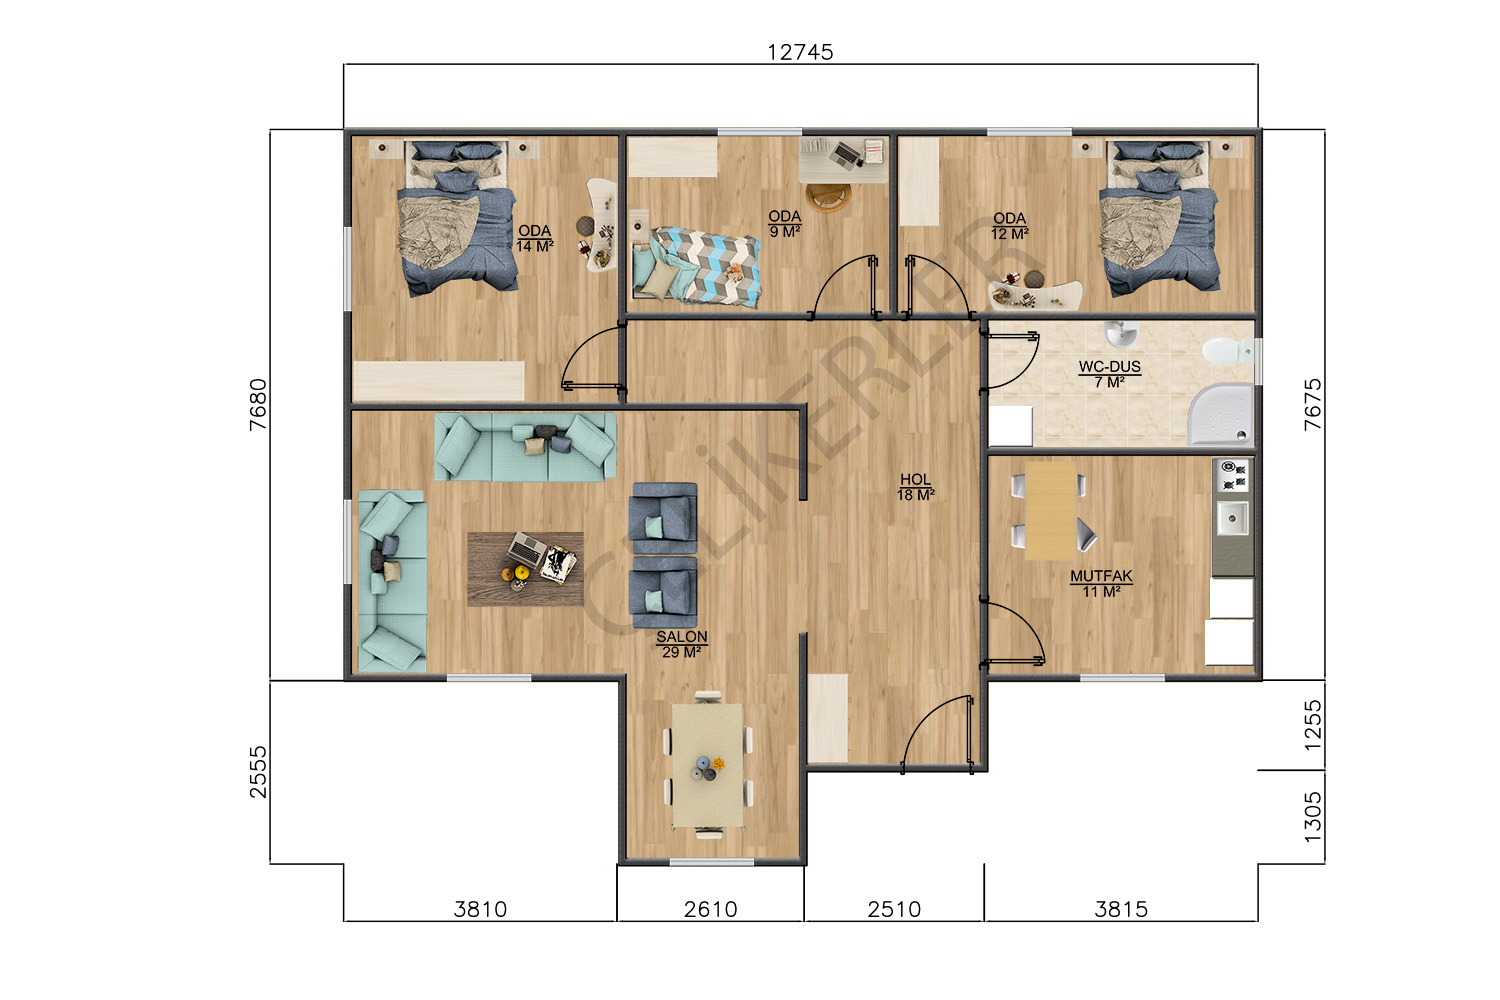 12745
ODA
14 M²
ODA
9 M²
ODA
12 M²
WC-DUS
7 M²
7680
7675
HOL
18 M²
ÇELİKERLER
MUTFAK
11 M²
SALON
29 M²
2555
1255
1305
3810
2610
2510
3815